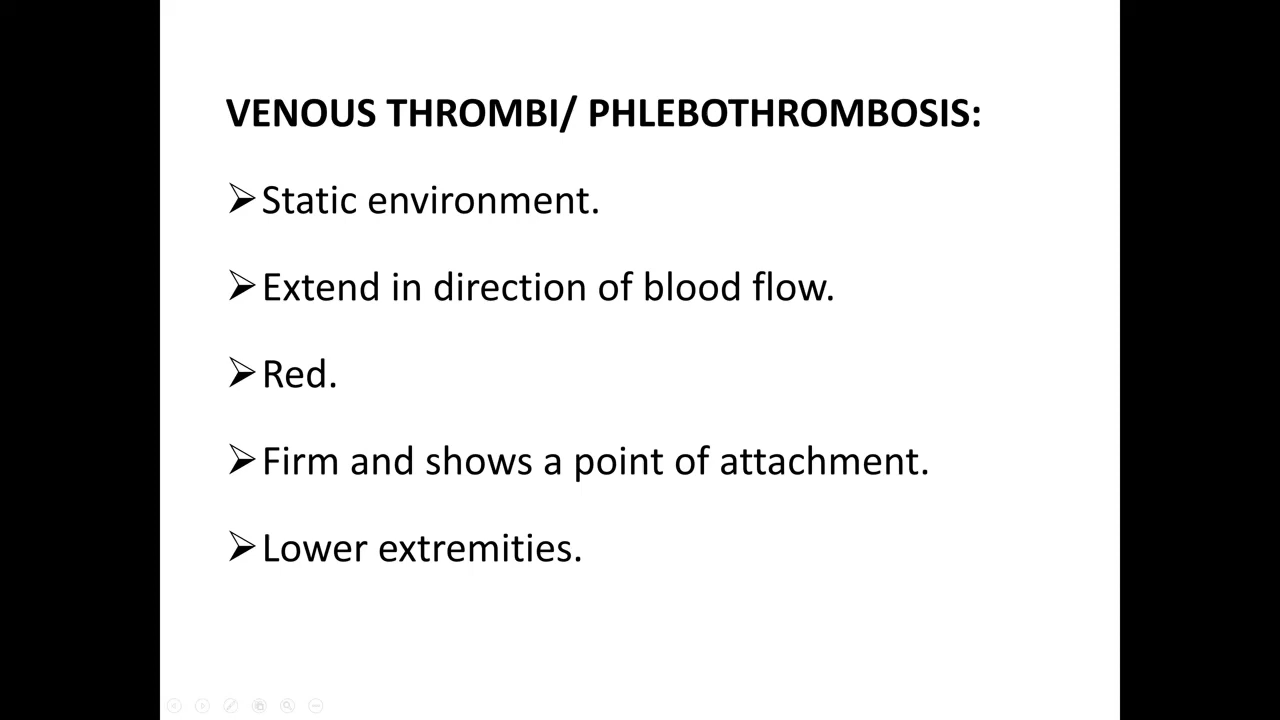 VENOUS THROMBI/ PHLEBOTHROMBOSIS:
➢Static environment.
➢Extend in direction of blood flow.
➢Red.
➢Firm and shows a point of attachment.
➢Lower extremities.